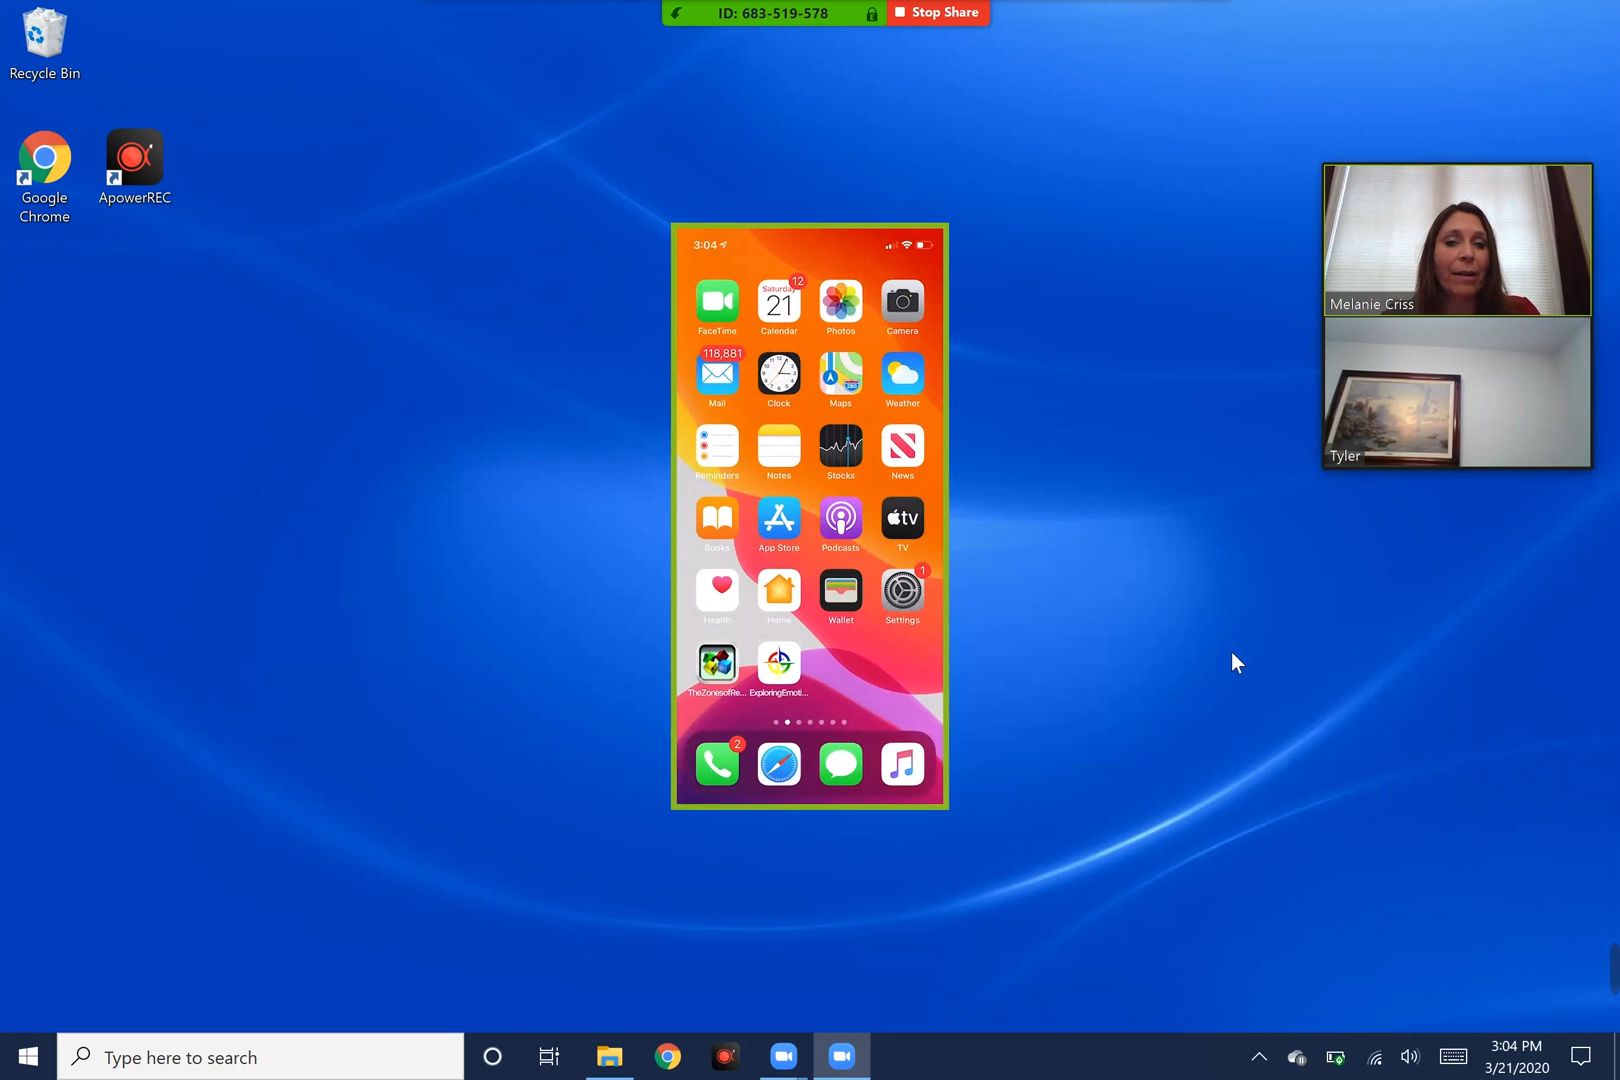 ID: 683-519-578
Stop Share
Recycle Bin
Google
Chrome
ApowerREC
Melanie Criss
Tyler
3:04
12
Saturday
21
FaceTime
Calendar
Photos
Camera
118,881
Mail
Clock
Maps
Weather
Reminders
Notes
Stocks
News
tv
Books
App Store
Podcasts
TV
1
Health
Home
Wallet
Settings
TheZonesofRe...
ExploringEmoti...
2
Type here to search
3:04 PM
3/21/2020